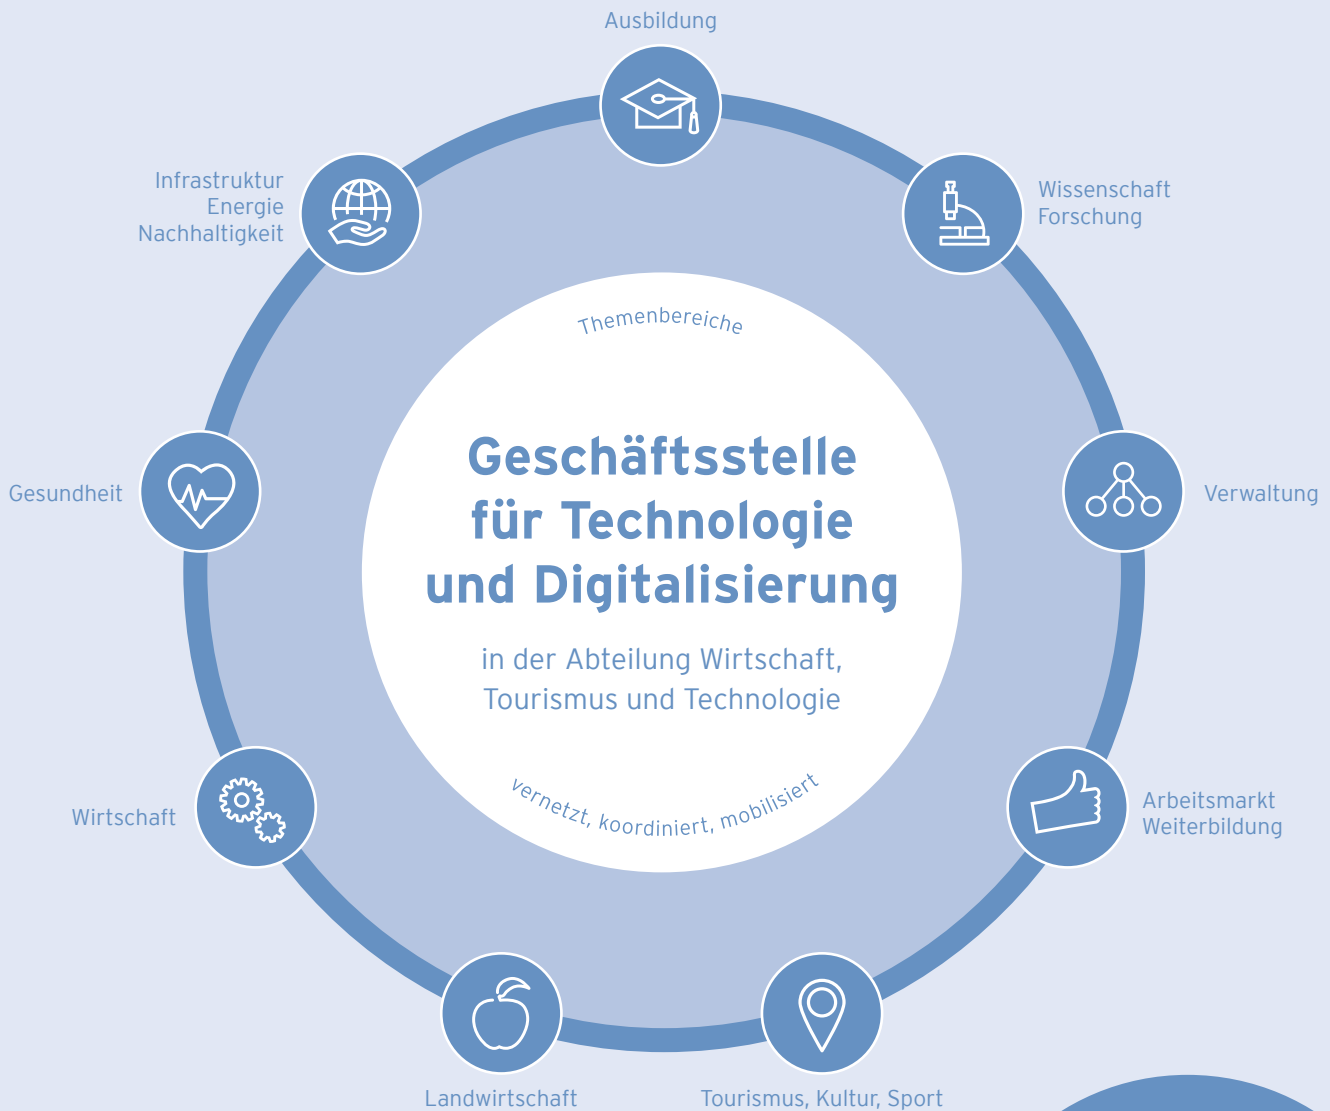 Ausbildung
Infrastruktur
Energie
Nachhaltigkeit
Wissenschaft
Forschung
Themenbereiche
Geschäftsstelle
für Technologie
und Digitalisierung
in der Abteilung Wirtschaft,
Tourismus und Technologie
vernetzt, koordiniert, mobilisiert
Gesundheit
Verwaltung
Wirtschaft
Arbeitsmarkt
Weiterbildung
Landwirtschaft
Tourismus, Kultur, Sport